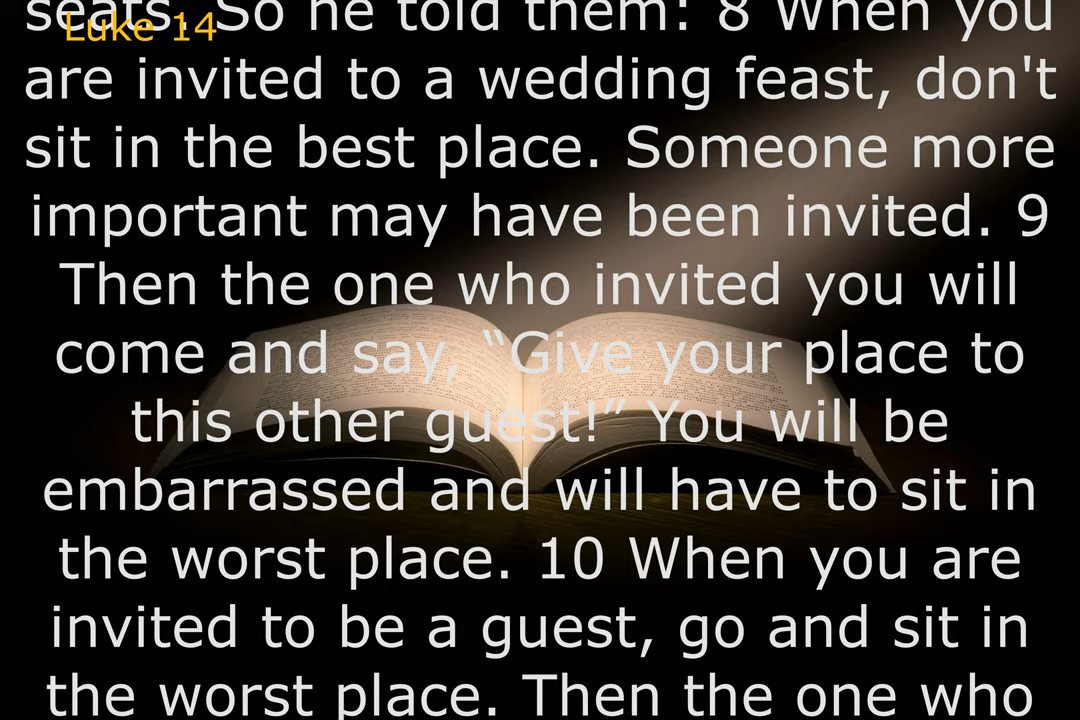 Luke 14
seats. So he told them: 8 When you
are invited to a wedding feast, don't
sit in the best place. Someone more
important may have been invited. 9
Then the one who invited you will
come and say, “Give your place to
this other guest!” You will be
embarrassed and will have to sit in
the worst place. 10 When you are
invited to be a guest, go and sit in
the worst place. Then the one who